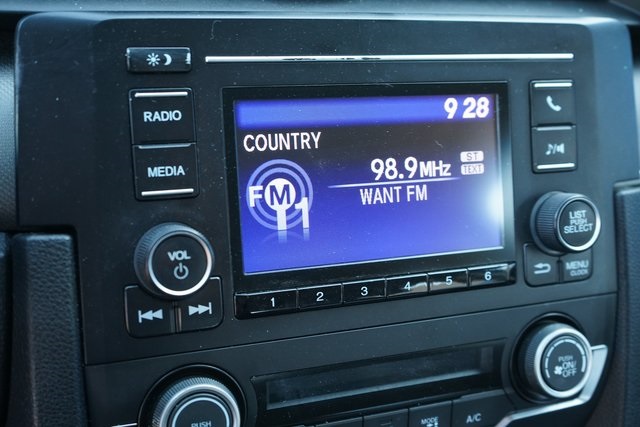 9 28
COUNTRY
RADIO
98.9MHz
ST
TEXT
MEDIA
FM1
WANT FM
LIST
PUSH
SELECT
VOL
MENU
CLOCK
1 2 3 4 5 6
PUSH
ON/
OFF
PUSH
MODE
A/C